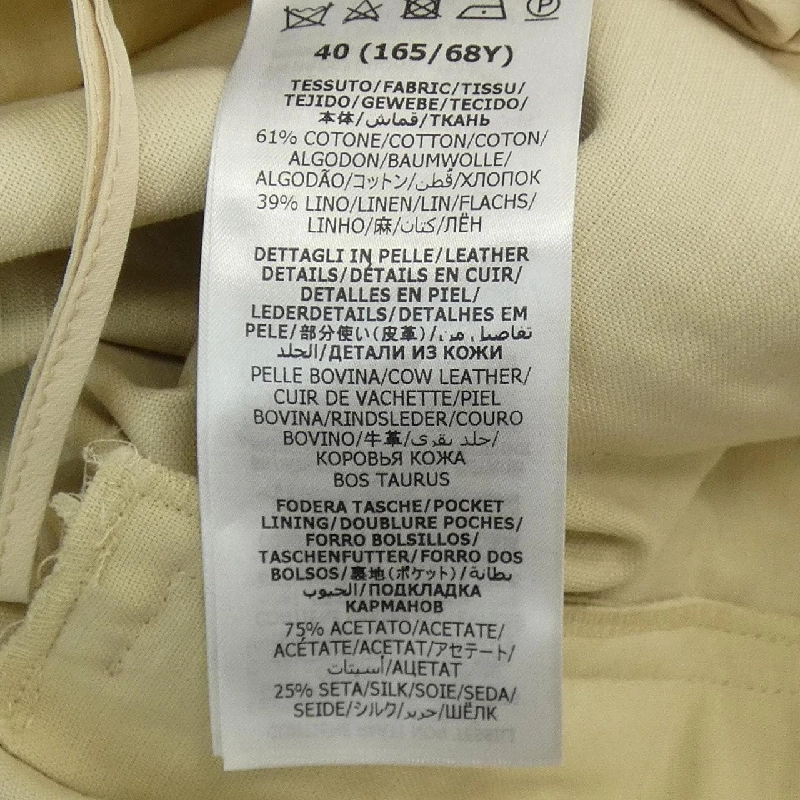 P
40 (165/68Y)
TESSUTO/FABRIC/TISSU/
TEJIDO/GEWEBE/TECIDO/
本体/قماش/ТКАНЬ
61% COTONE/COTTON/COTON/
ALGODON/BAUMWOLLE/
ALGODÃO/コットン/قطن/ХЛОПОК
39% LINO/LINEN/LIN/FLACHS/
LINHO/麻/كتان/ЛЁН
DETTAGLI IN PELLE/LEATHER
DETAILS/DÉTAILS EN CUIR/
DETALLES EN PIEL/
LEDERDETAILS/DETALHES EM
PELE/部分使い(皮革)/تفاصيل من
الجلد/ДЕТАЛИ ИЗ КОЖИ
PELLE BOVINA/COW LEATHER/
CUIR DE VACHETTE/PIEL
BOVINA/RINDSLEDER/COURO
BOVINO/牛革/جلد بقرى/
КОРОВЬЯ КОЖА
BOS TAURUS
FODERA TASCHE/POCKET
LINING/DOUBLURE POCHES/
FORRO BOLSILLOS/
TASCHENFUTTER/FORRO DOS
BOLSOS/裏地(ポケット)/بطانة
الجيوب/ПОДКЛАДКА
КАРМАНОВ
75% ACETATO/ACETATE/
ACÉTATE/ACETAT/アセテート/
أسيتات/АЦЕТАТ
25% SETA/SILK/SOIE/SEDA/
SEIDE/シルク/حرير/ШЁЛК